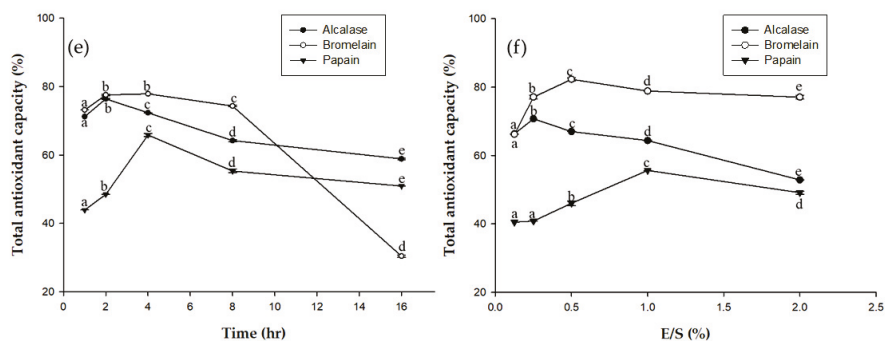 (e)
Alcalase
Bromelain
Papain
Total antioxidant capacity (%)
100
80
60
40
20
a b b c
a b c d e
a b c d e
d
0 2 4 6 8 10 12 14 16
Time (hr)
(f)
Alcalase
Bromelain
Papain
Total antioxidant capacity (%)
100
80
60
40
20
a b c d e
a b c d e
a a b c d
0.0 0.5 1.0 1.5 2.0 2.5
E/S (%)